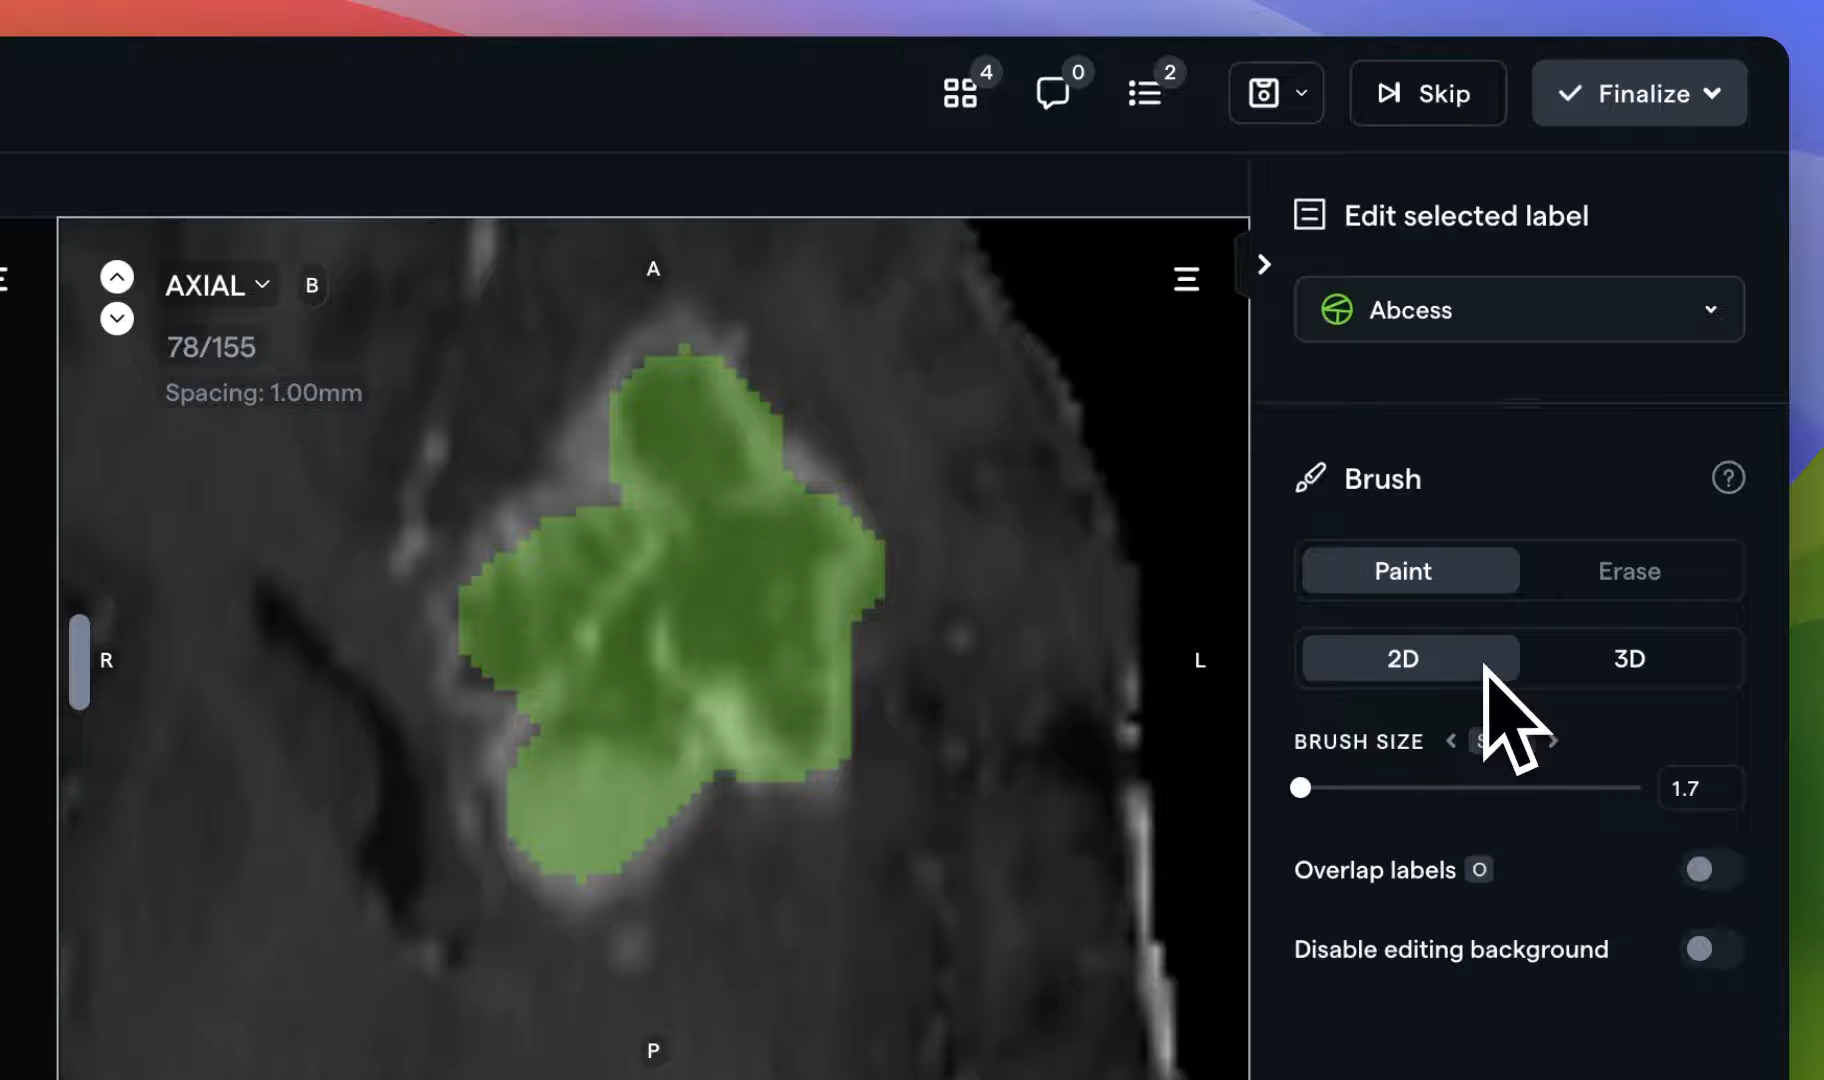 4
0
2
Skip
Finalize
AXIAL
B
78/155
Spacing: 1.00mm
A
R
L
P
Edit selected label
Abcess
Brush
?
Paint
Erase
2D
3D
BRUSH SIZE
1.7
Overlap labels O
Disable editing background